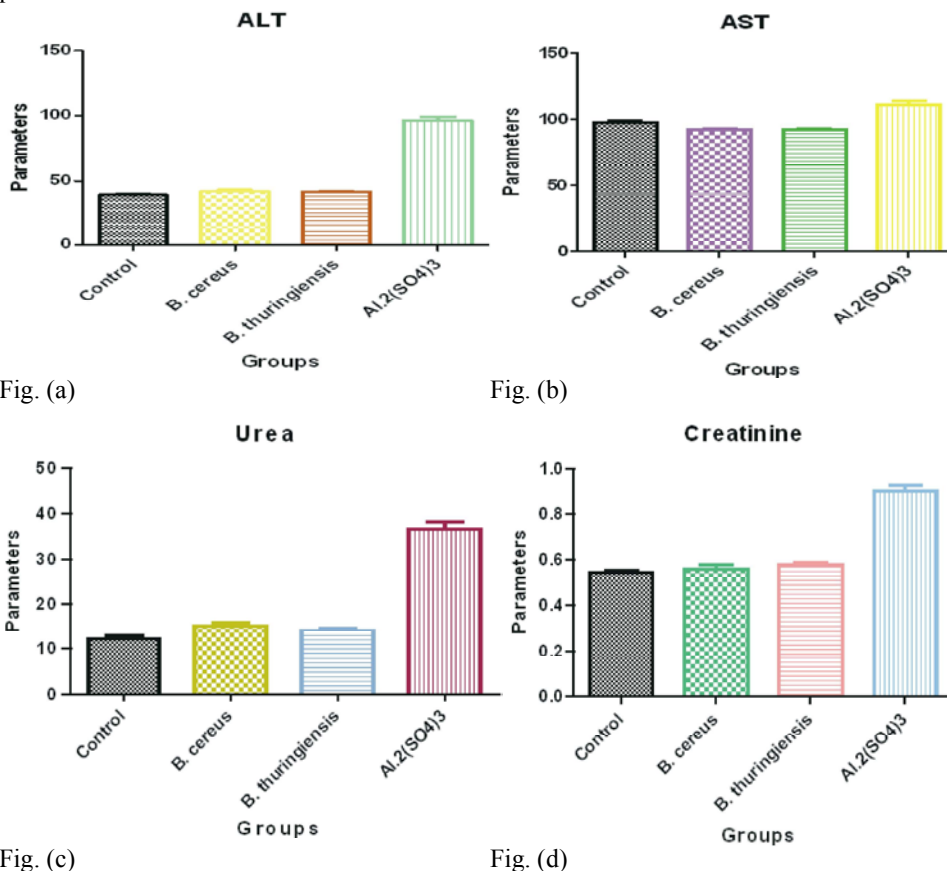 ALT
150
100
50
0
Parameters
Control
B. cereus
B. thuringiensis
Al.2(SO4)3
Groups
Fig. (a)
AST
150
100
50
0
Parameters
Control
B. cereus
B. thuringiensis
Al.2(SO4)3
Groups
Fig. (b)
Urea
50
40
30
20
10
0
Parameters
Control
B. cereus
B. thuringiensis
Al.2(SO4)3
Groups
Fig. (c)
Creatinine
1.0
0.8
0.6
0.4
0.2
0.0
Parameters
Control
B. cereus
B. thuringiensis
Al.2(SO4)3
Groups
Fig. (d)